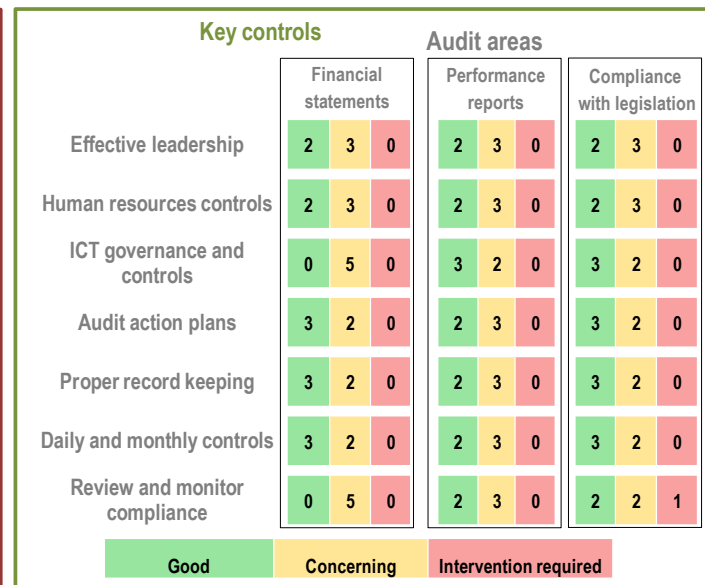 Key controls
Audit areas
Financial statements
Performance reports
Compliance with legislation
Effective leadership 2 3 0 2 3 0 2 3 0
Human resources controls 2 3 0 2 3 0 2 3 0
ICT governance and controls 0 5 0 3 2 0 3 2 0
Audit action plans 3 2 0 2 3 0 3 2 0
Proper record keeping 3 2 0 2 3 0 3 2 0
Daily and monthly controls 3 2 0 2 3 0 3 2 0
Review and monitor compliance 0 5 0 2 3 0 2 2 1
Good Concerning Intervention required